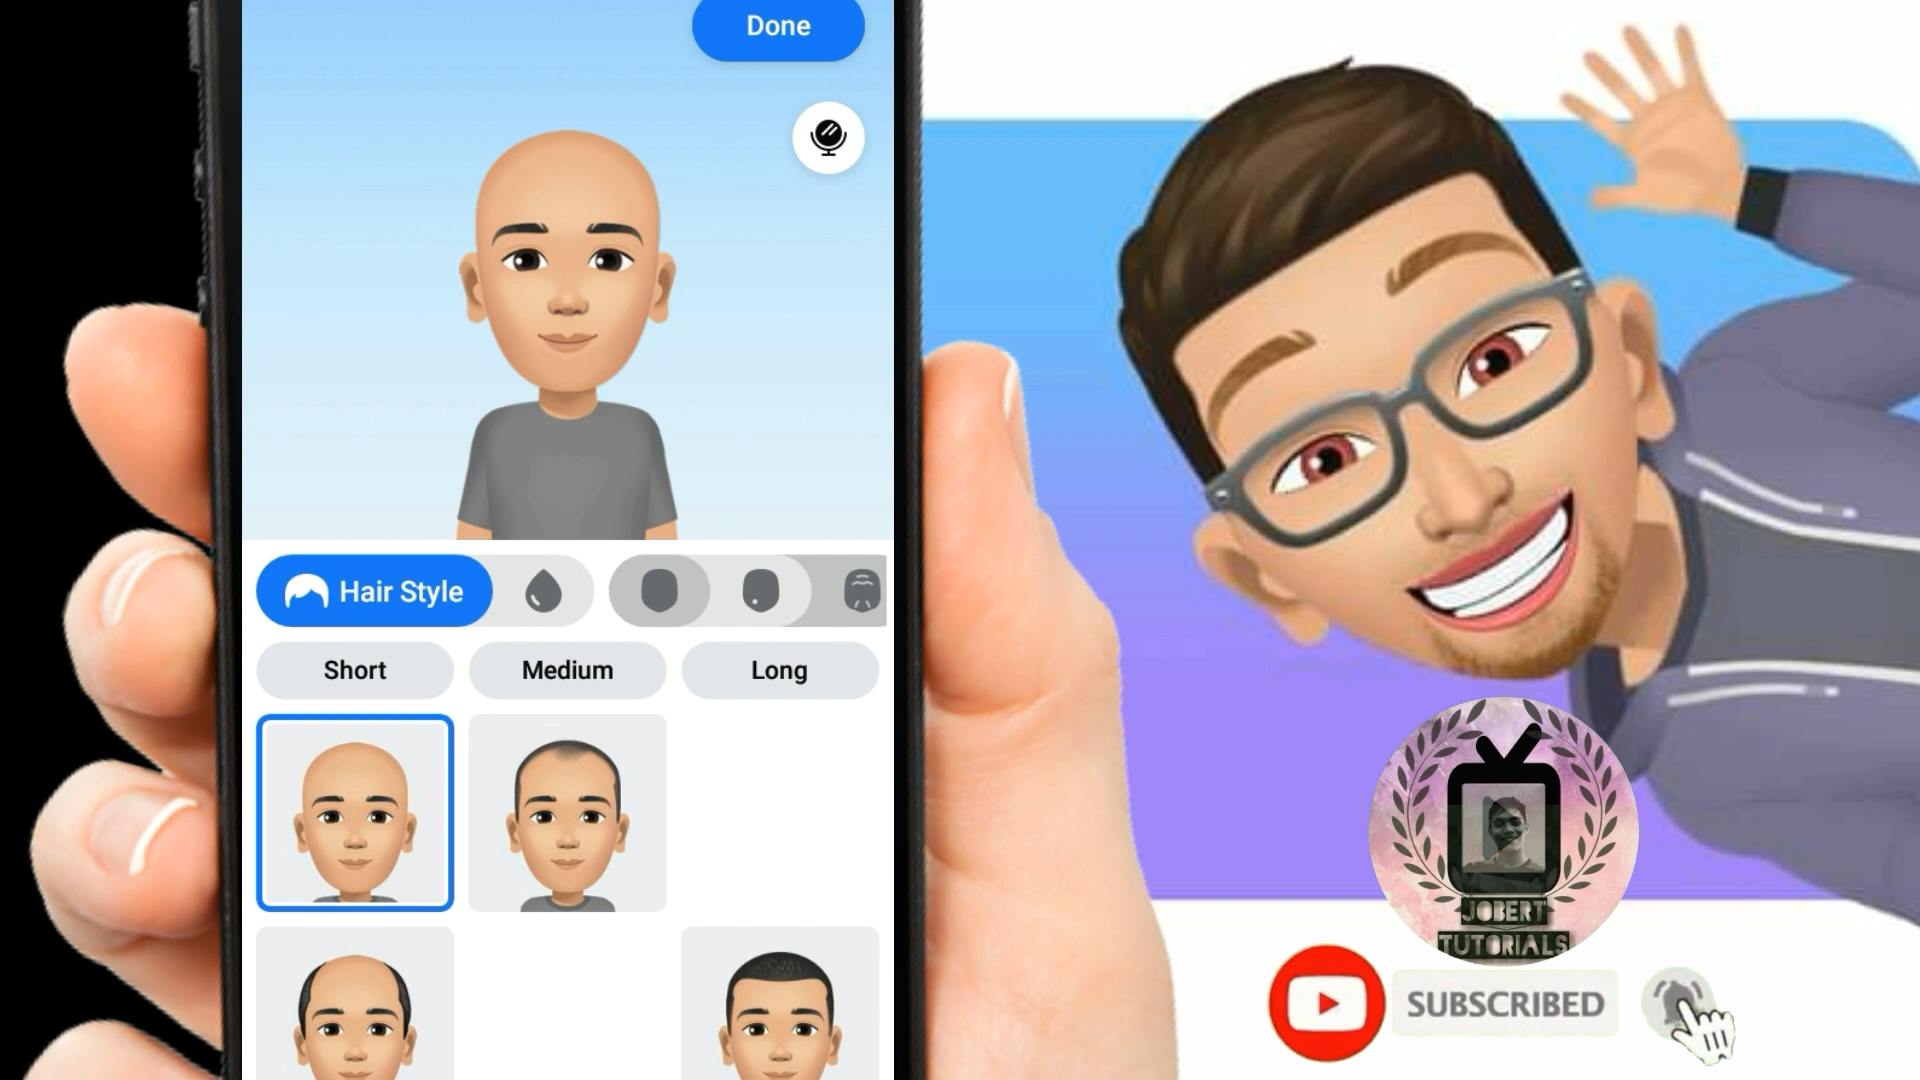 Done
Hair Style
Short
Medium
Long
JOBERT
TUTORIALS
SUBSCRIBED